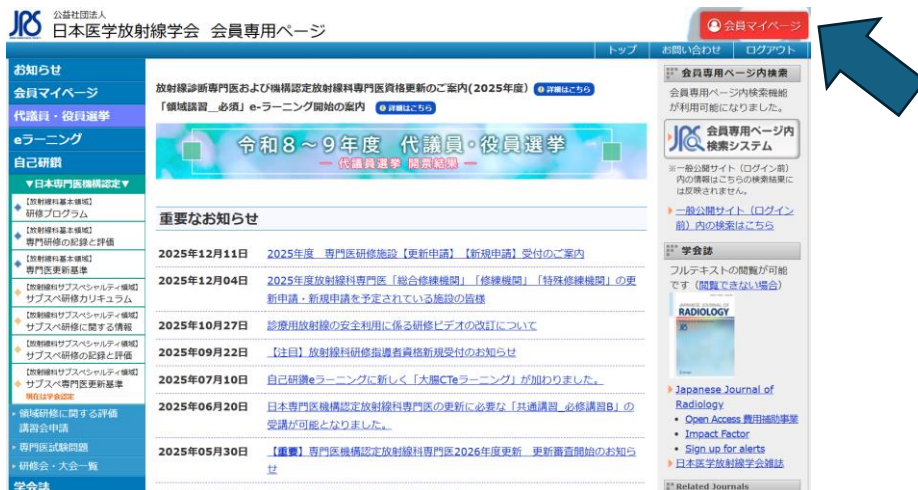 公益社団法人
JRS 日本医学放射線学会 会員専用ページ
会員マイページ
トップ お問い合わせ ログアウト
お知らせ
会員マイページ
代議員・役員選挙
eラーニング
自己研鑽
▼日本専門医機構認定▼
【放射線科基本領域】
研修プログラム
【放射線科基本領域】
専門研修の記録と評価
【放射線科基本領域】
専門医更新基準
【放射線科サブスペシャルティ領域】
サブスペ研修カリキュラム
【放射線科サブスペシャルティ領域】
サブスペ研修に関する情報
【放射線科サブスペシャルティ領域】
サブスペ研修の記録と評価
【放射線科サブスペシャルティ領域】
サブスペ専門医更新基準
現在は学会認定
領域研修に関する評価
講習会申請
専門医試験問題
研修会・大会一覧
学会誌
放射線診断専門医および機構認定放射線科専門医資格更新のご案内(2025年度) 詳細はこちら
「領域講習__必須」e-ラーニング開始の案内 詳細はこちら
令和8～9年度 代議員・役員選挙
ー 代議員選挙 開票結果 ー
重要なお知らせ
2025年12月11日 2025年度 専門医研修施設【更新申請】【新規申請】受付のご案内
2025年12月04日 2025年度放射線科専門医「総合修練機関」「修練機関」「特殊修練機関」の更
新申請・新規申請を予定されている施設の皆様
2025年10月27日 診療用放射線の安全利用に係る研修ビデオの改訂について
2025年09月22日 【注目】放射線科研修指導者資格新規受付のお知らせ
2025年07月10日 自己研鑽eラーニングに新しく「大腸CTeラーニング」が加わりました。
2025年06月20日 日本専門医機構認定放射線科専門医の更新に必要な「共通講習_必修講習B」の
受講が可能となりました。
2025年05月30日 【重要】専門医機構認定放射線科専門医2026年度更新 更新審査開始のお知ら
せ
会員専用ページ内検索
会員専用ページ内検索機能
が利用可能になりました。
JRS 会員専用ページ内
検索システム
※一般公開サイト（ログイン前）
内の情報はこちらの検索結果に
は反映されません。
一般公開サイト（ログイン
前）内の検索はこちら
学会誌
フルテキストの閲覧が可能
です（閲覧できない場合）
JAPANESE JOURNAL OF
RADIOLOGY
Japanese Journal of
Radiology
Open Access 費用補助事業
Impact Factor
Sign up for alerts
日本医学放射線学会雑誌
Related Journals